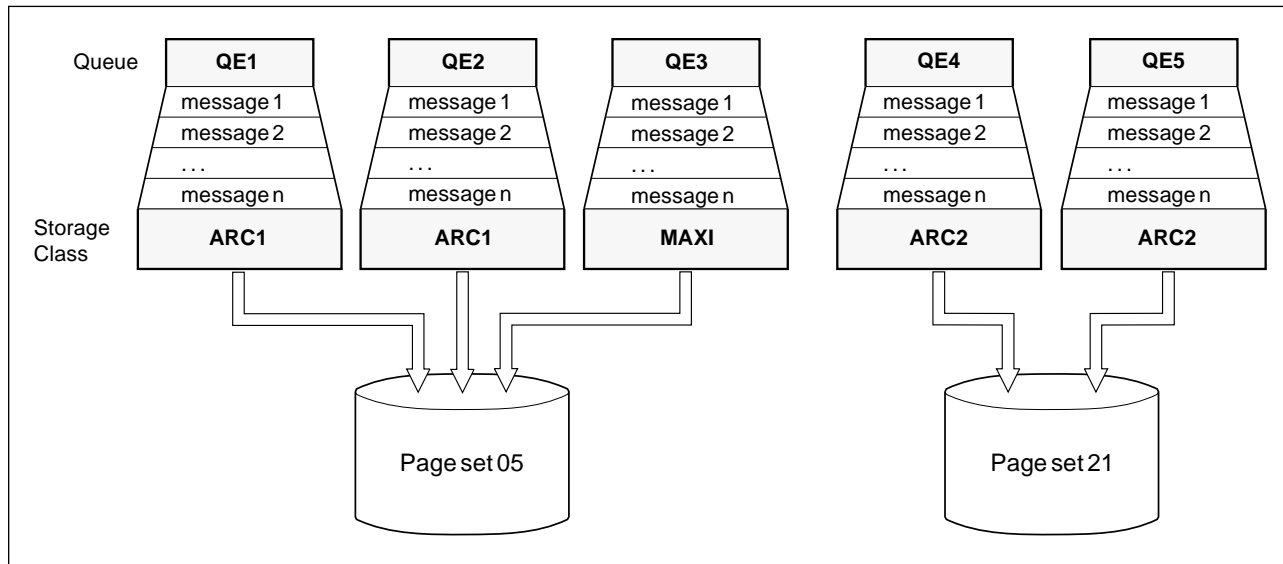 Queue QE1 QE2 QE3 QE4 QE5
message 1 message 1 message 1 message 1 message 1
message 2 message 2 message 2 message 2 message 2
. . . . . . . . . . . . . . .
message n message n message n message n message n
Storage
Class
ARC1 ARC1 MAXI ARC2 ARC2
Page set 05 Page set 21